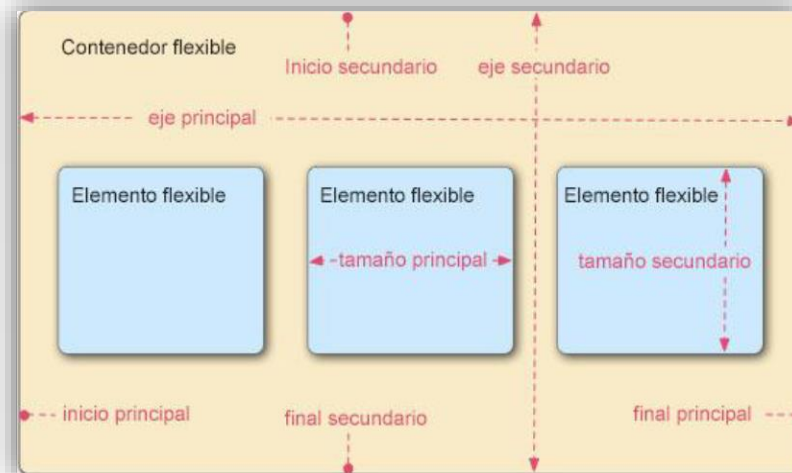 Contenedor flexible
Inicio secundario
eje secundario
eje principal
Elemento flexible
Elemento flexible
Elemento flexible
tamaño principal
tamaño secundario
inicio principal
final secundario
final principal